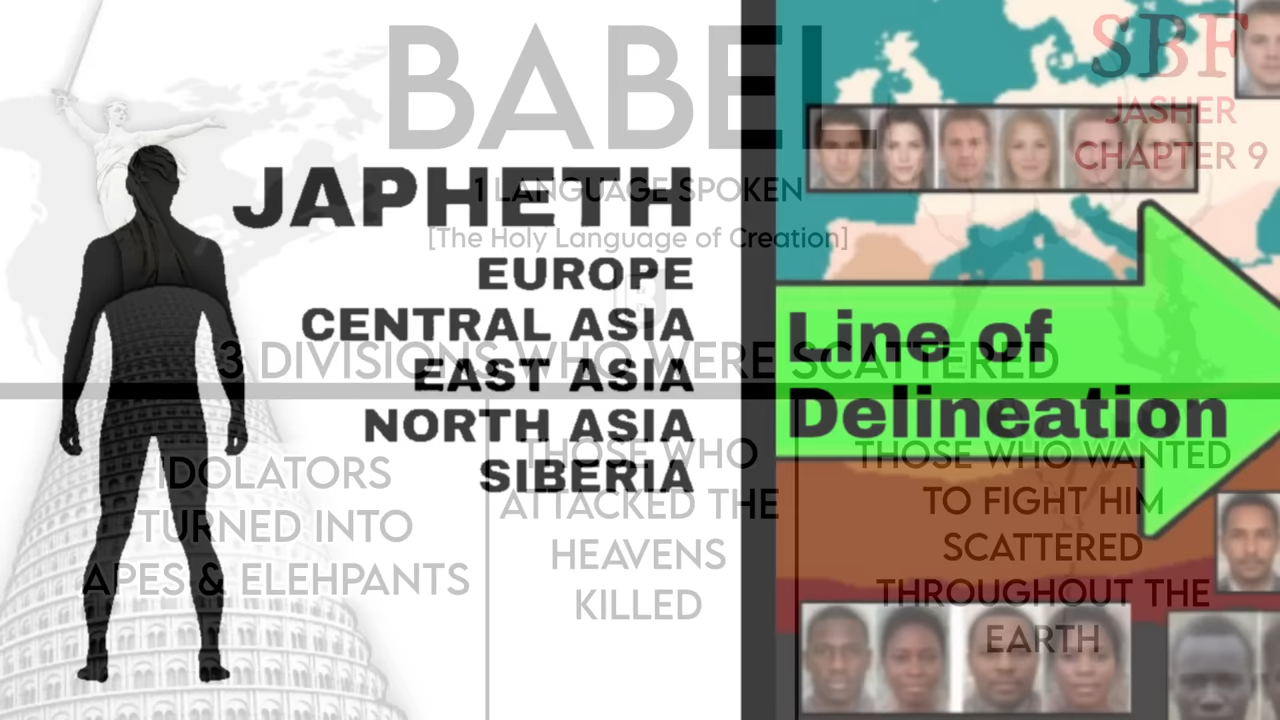 BABEL
SBF
JASHER
CHAPTER 9
JAPHETH
1 LANGUAGE SPOKEN
[The Holy Language of Creation]
EUROPE
CENTRAL ASIA
EAST ASIA
NORTH ASIA
SIBERIA
Line of
Delineation
3 DIVISIONS WHO WERE SCATTERED
IDOLATORS
TURNED INTO
APES & ELEHPANTS
THOSE WHO
ATTACKED THE
HEAVENS
KILLED
THOSE WHO WANTED
TO FIGHT HIM
SCATTERED
THROUGHOUT THE
EARTH